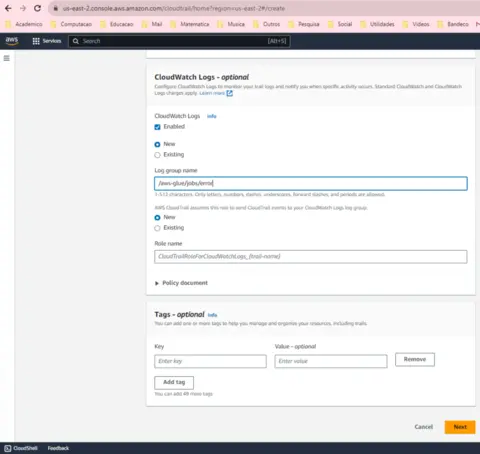 us-east-2.console.aws.amazon.com/cloudtrail/home?region=us-east-2#/create
Academico Computacao Educacao Mail Matematica Musica Outros Pesquisa Social Utilidades Videos Bandeco
aws Services Search [Alt+S]
CloudWatch Logs - optional
Configure CloudWatch Logs to monitor your trail logs and notify you when specific activity occurs. Standard CloudWatch and CloudWatch
Logs charges apply. Learn more
CloudWatch Logs Info
Enabled
New
Existing
Log group name
/aws-glue/jobs/error
1-512 characters. Only letters, numbers, dashes, underscores, forward slashes, and periods are allowed.
AWS CloudTrail assumes this role to send CloudTrail events to your CloudWatch Logs log group.
New
Existing
Role name
CloudTrailRoleForCloudWatchLogs_{trail-name}
Policy document
Tags - optional Info
You can add one or more tags to help you manage and organize your resources, including trails.
Key Value - optional
Enter key Enter value Remove
Add tag
You can add 49 more tags
Cancel Next
CloudShell Feedback